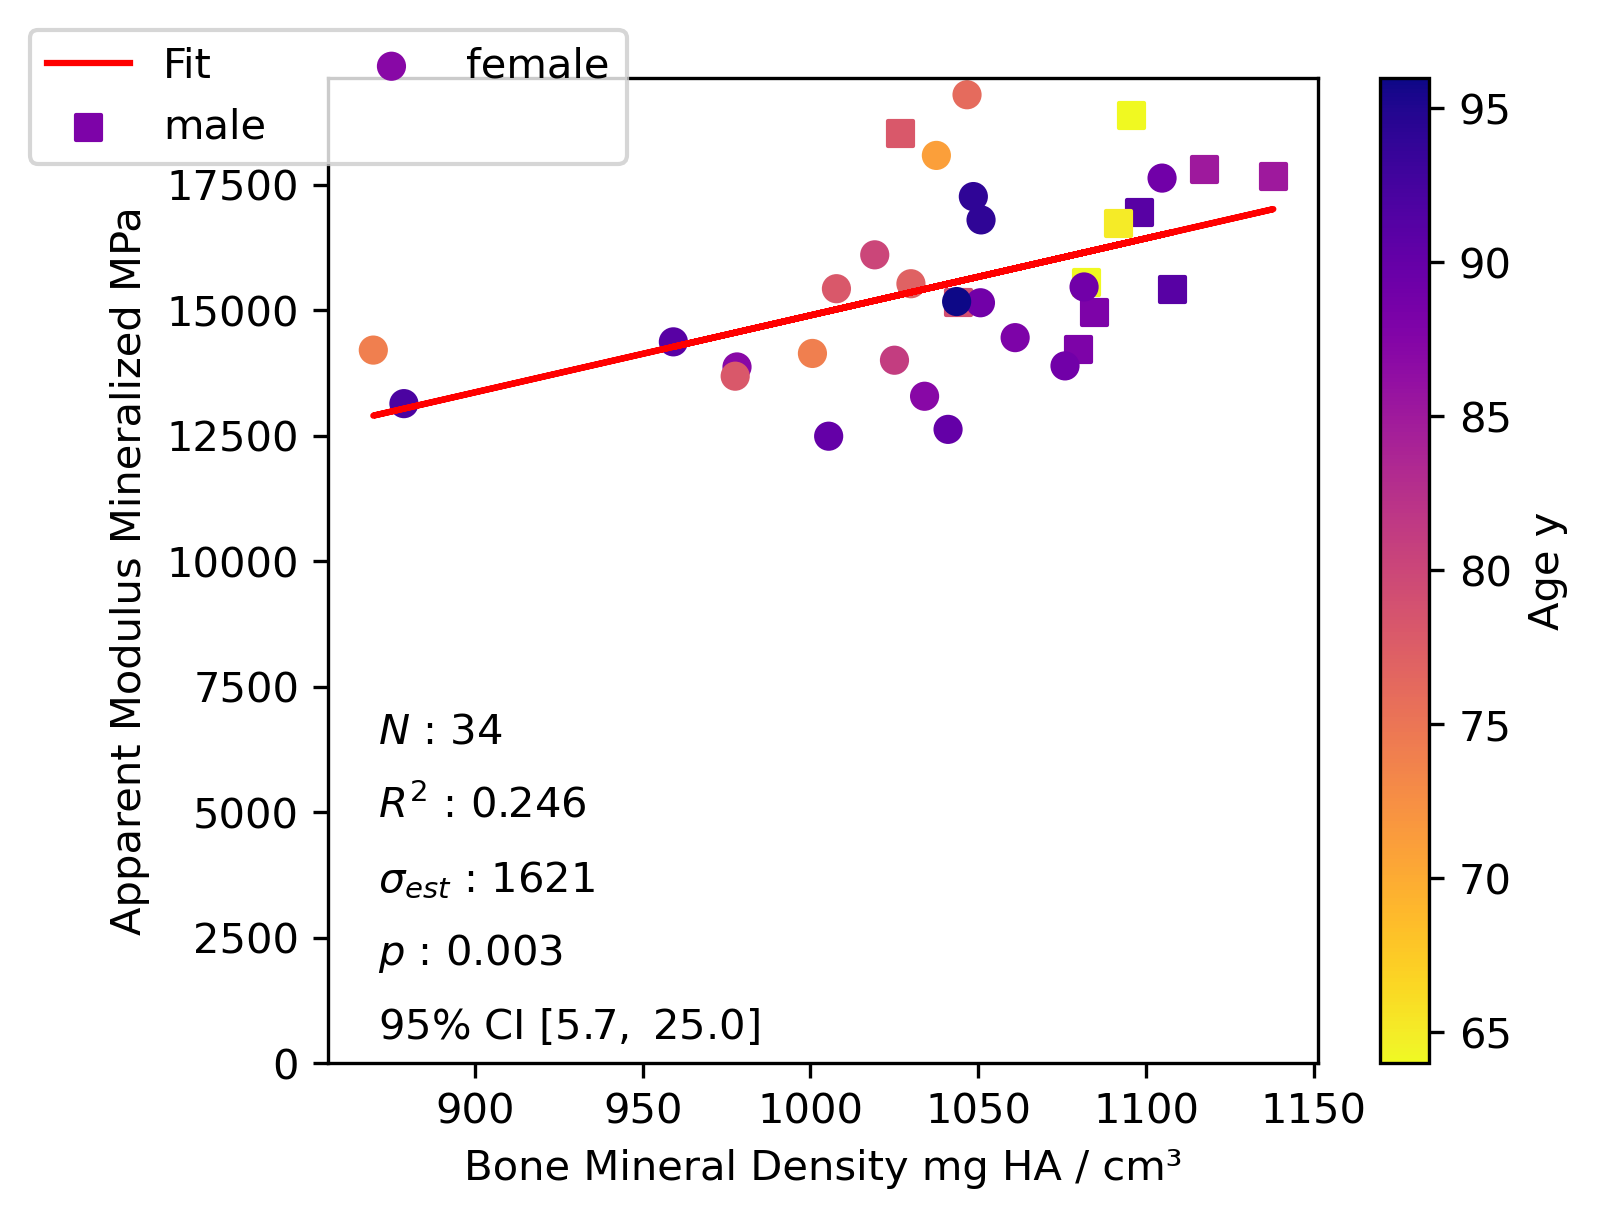 Fit
female
male
17500
15000
12500
10000
7500
5000
2500
0
Apparent Modulus Mineralized MPa
N : 34
R² : 0.246
σest : 1621
p : 0.003
95% CI [5.7, 25.0]
900 950 1000 1050 1100 1150
Bone Mineral Density mg HA / cm³
95
90
85
80
75
70
65
Age y